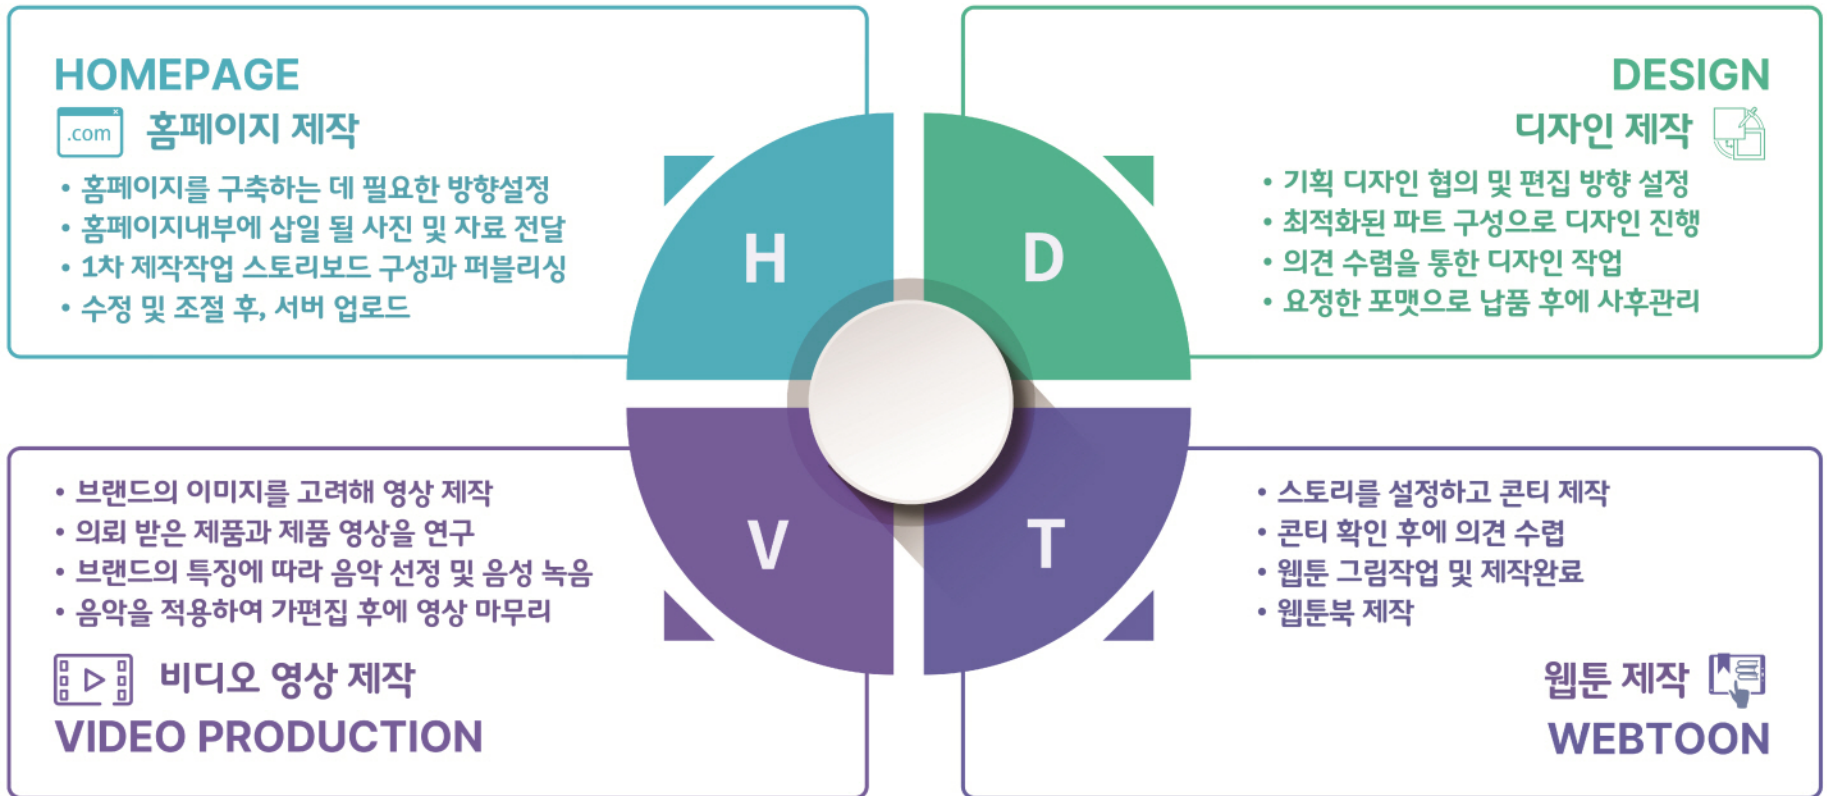 HOMEPAGE
.com
홈페이지 제작
• 홈페이지를 구축하는 데 필요한 방향설정
• 홈페이지내부에 삽일 될 사진 및 자료 전달
• 1차 제작작업 스토리보드 구성과 퍼블리싱
• 수정 및 조절 후, 서버 업로드
DESIGN
디자인 제작
• 기획 디자인 협의 및 편집 방향 설정
• 최적화된 파트 구성으로 디자인 진행
• 의견 수렴을 통한 디자인 작업
• 요정한 포맷으로 납품 후에 사후관리
H
D
V
T
• 브랜드의 이미지를 고려해 영상 제작
• 의뢰 받은 제품과 제품 영상을 연구
• 브랜드의 특징에 따라 음악 선정 및 음성 녹음
• 음악을 적용하여 가편집 후에 영상 마무리
비디오 영상 제작
VIDEO PRODUCTION
• 스토리를 설정하고 콘티 제작
• 콘티 확인 후에 의견 수렵
• 웹툰 그림작업 및 제작완료
• 웹툰북 제작
웹툰 제작
WEBTOON